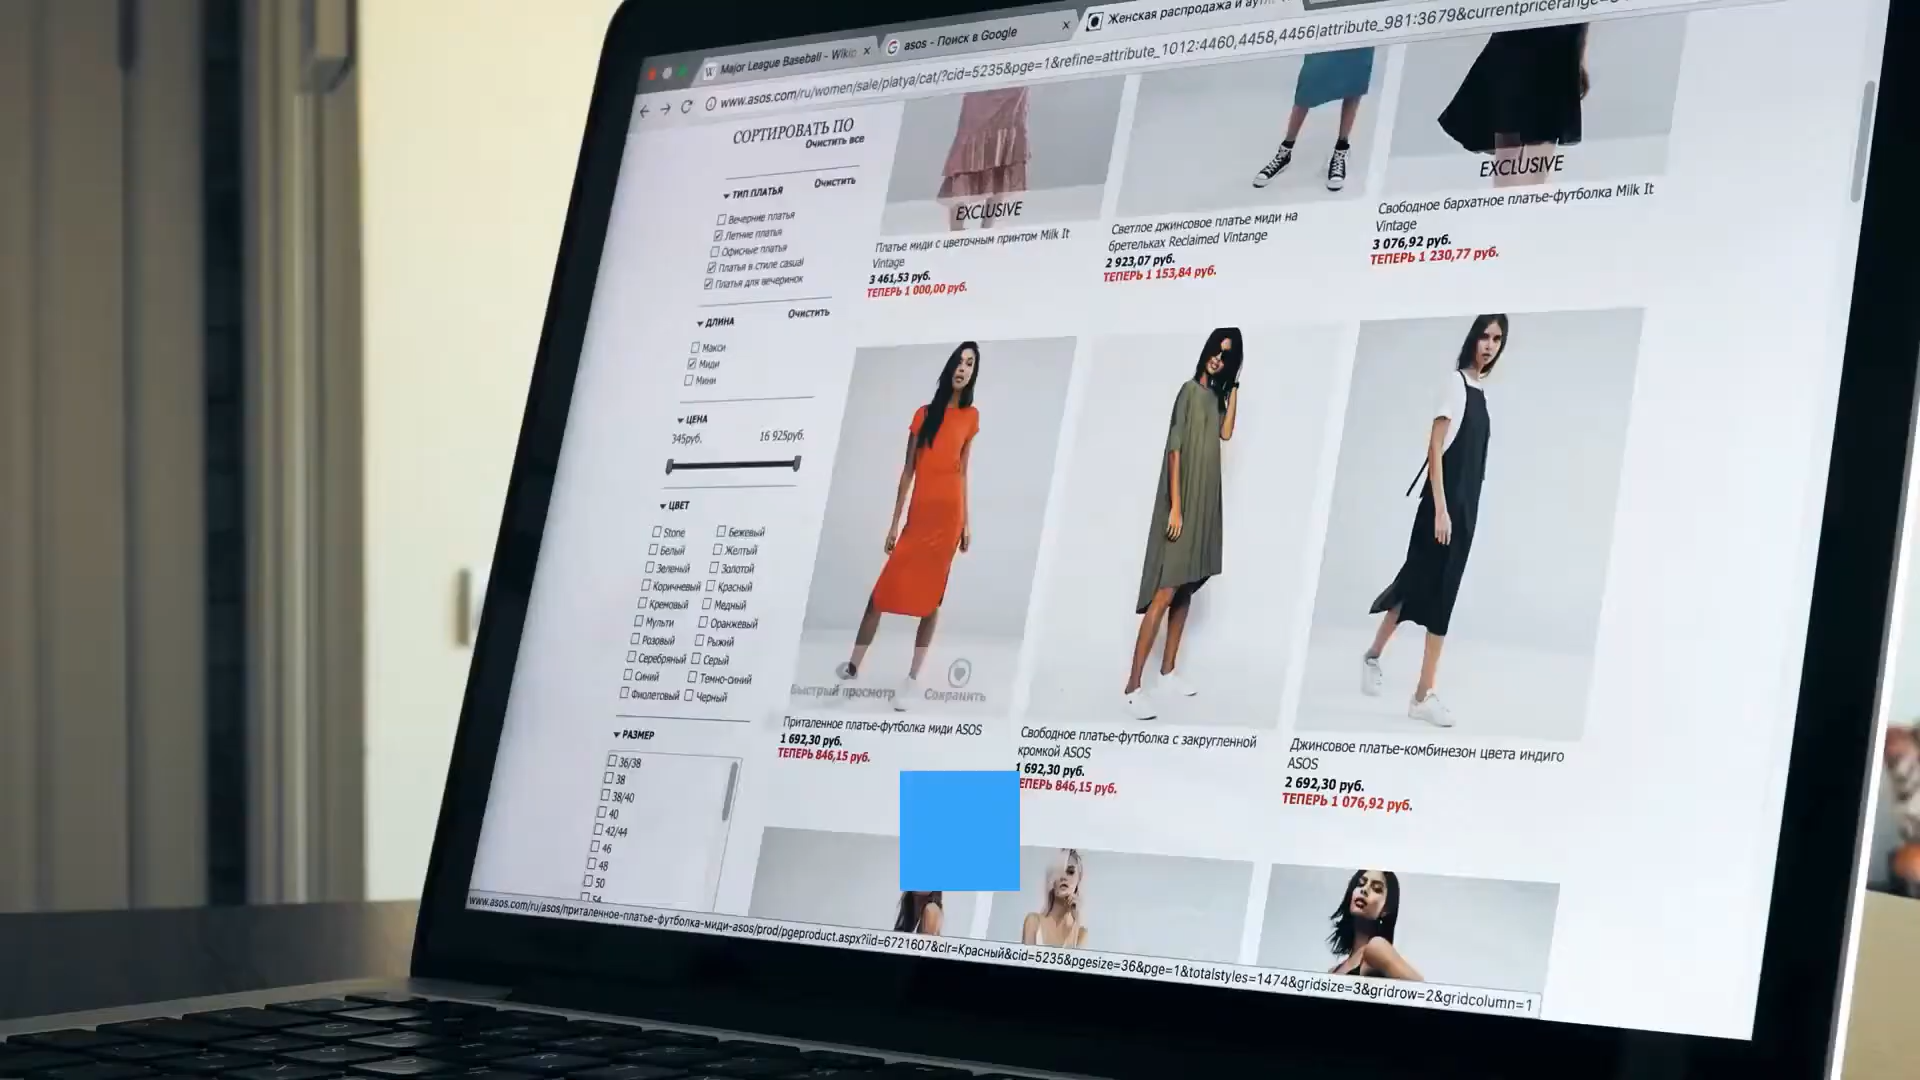 Major League Baseball - Wikip
asos - Поиск в Google
Женская распродажа и аут
www.asos.com/ru/women/sale/platya/cat/?cid=5235&pge=1&refine=attribute_1012:4460,4458,4456|attribute_981:3679&currentpricerange=
СОРТИРОВАТЬ ПО
Очистить все
ТИП ПЛАТЬЯ Очистить
Вечерние платья
Летние платья
Офисные платья
Платья в стиле casual
Платья для вечеринок
ДЛИНА Очистить
Макси
Миди
Мини
ЦЕНА
345руб. 16 925руб.
ЦВЕТ
Stone Бежевый
Белый Желтый
Зеленый Золотой
Коричневый Красный
Кремовый Медный
Мульти Оранжевый
Розовый Рыжий
Серебряный Серый
Синий Темно-синий
Фиолетовый Черный
РАЗМЕР
36/38
38
38/40
40
42/44
46
48
50
54
EXCLUSIVE
Платье миди с цветочным принтом Milk It
Vintage
3 461,53 руб.
ТЕПЕРЬ 1 000,00 руб.
Светлое джинсовое платье миди на
бретельках Reclaimed Vintange
2 923,07 руб.
ТЕПЕРЬ 1 153,84 руб.
EXCLUSIVE
Свободное бархатное платье-футболка Milk It
Vintage
3 076,92 руб.
ТЕПЕРЬ 1 230,77 руб.
Быстрый просмотр Сохранить
Приталенное платье-футболка миди ASOS
1 692,30 руб.
ТЕПЕРЬ 846,15 руб.
Свободное платье-футболка с закругленной
кромкой ASOS
1 692,30 руб.
ТЕПЕРЬ 846,15 руб.
Джинсовое платье-комбинезон цвета индиго
ASOS
2 692,30 руб.
ТЕПЕРЬ 1 076,92 руб.
www.asos.com/ru/asos/приталенное-платье-футболка-миди-asos/prod/pgeproduct.aspx?iid=6721607&clr=Красный&cid=5235&pgesize=36&pge=1&totalstyles=1474&gridsize=3&gridrow=2&gridcolumn=1